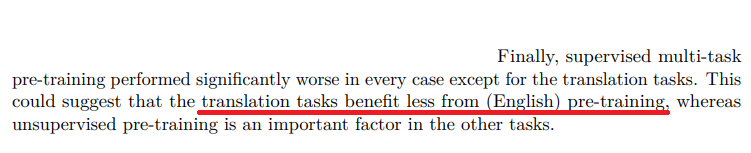 Finally, supervised multi-task
pre-training performed significantly worse in every case except for the translation tasks. This
could suggest that the translation tasks benefit less from (English) pre-training, whereas
unsupervised pre-training is an important factor in the other tasks.